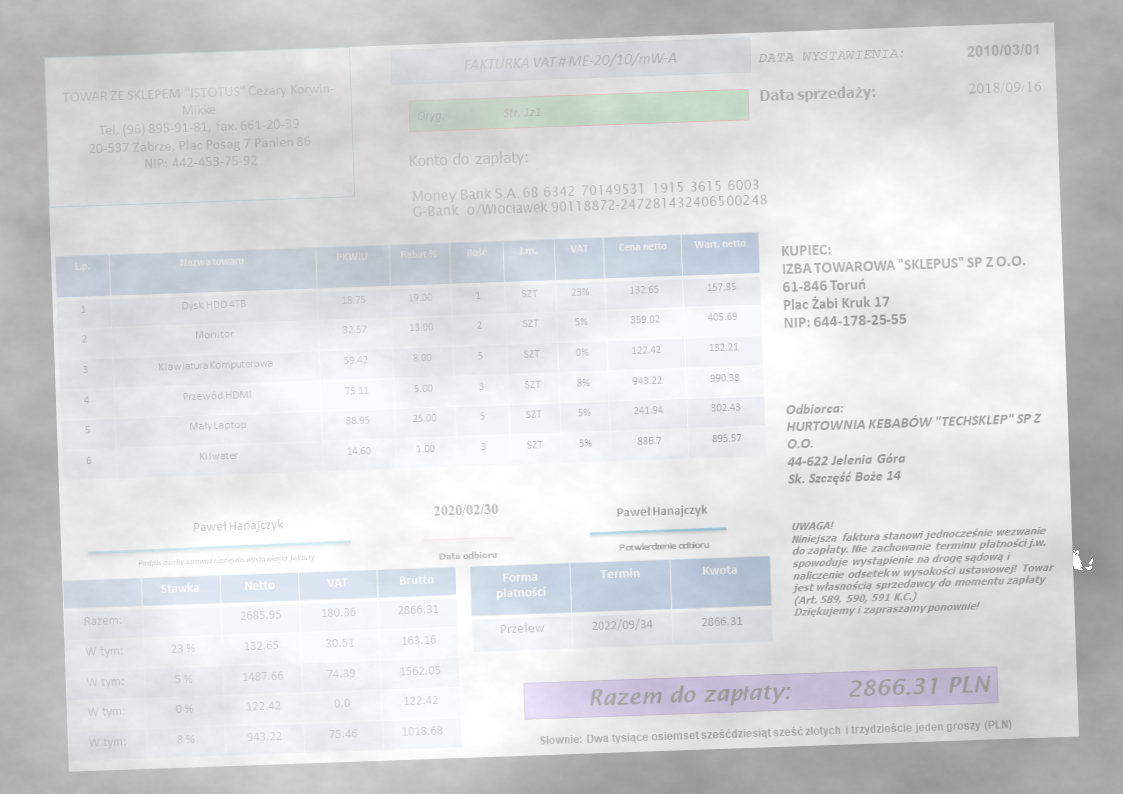 TOWAR ZE SKLEPEM "ISTOTUS" Cezary Korwin-
Mikke
Tel. (96) 895-91-81, fax. 661-20-39
20-537 Zabrze, Plac Posag 7 Panien 86
NIP: 442-453-75-92
FAKTURKA VAT # ME-20/10/mW-A
Oryg. Str. 1z1
DATA WYSTAWIENIA: 2010/03/01
Data sprzedaży: 2018/09/16
Konto do zapłaty:
Money Bank S.A. 68 6342 70149531 1915 3615 6003
G-Bank o/Włocławek 90118872-247281432406500248
L.p. Nazwa towaru PKWiU Rabat % Ilość J.m. VAT Cena netto Wart. netto
1 Dysk HDD 4TB 18.75 19.00 1 SZT 23% 132.65 157.85
2 Monitor 32.57 13.00 2 SZT 5% 359.02 405.69
3 Klawiatura Komputerowa 59.42 8.00 5 SZT 0% 122.42 132.21
4 Przewód HDMI 75.11 5.00 3 SZT 8% 943.22 990.38
5 Mały Laptop 88.95 25.00 5 SZT 5% 241.94 302.43
6 Kilwater 14.60 1.00 3 SZT 5% 886.7 895.57
KUPIEC:
IZBA TOWAROWA "SKLEPUS" SP Z O.O.
61-846 Toruń
Plac Żabi Kruk 17
NIP: 644-178-25-55
Odbiorca:
HURTOWNIA KEBABÓW "TECHSKLEP" SP Z
O.O.
44-622 Jelenia Góra
Sk. Szczęść Boże 14
Paweł Hanajczyk
Podpis osoby upoważnionej do wystawienia faktury
2020/02/30
Data odbioru
Paweł Hanajczyk
Potwierdzenie odbioru
UWAGA!
Niniejsza faktura stanowi jednocześnie wezwanie
do zapłaty. Nie zachowanie terminu płatności j.w.
spowoduje wystąpienie na drogę sądową i
naliczenie odsetek w wysokości ustawowej! Towar
jest własnością sprzedawcy do momentu zapłaty
(Art. 589, 590, 591 K.C.)
Dziękujemy i zapraszamy ponownie!
Stawka Netto VAT Brutto
Razem: 2685.95 180.36 2866.31
W tym: 23 % 132.65 30.51 163.16
W tym: 5 % 1487.66 74.39 1562.05
W tym: 0 % 122.42 0.0 122.42
W tym: 8 % 943.22 75.46 1018.68
Forma
płatności Termin Kwota
Przelew 2022/09/34 2866.31
Razem do zapłaty: 2866.31 PLN
Słownie: Dwa tysiące osiemset sześćdziesiąt sześć złotych i trzydzieście jeden groszy (PLN)